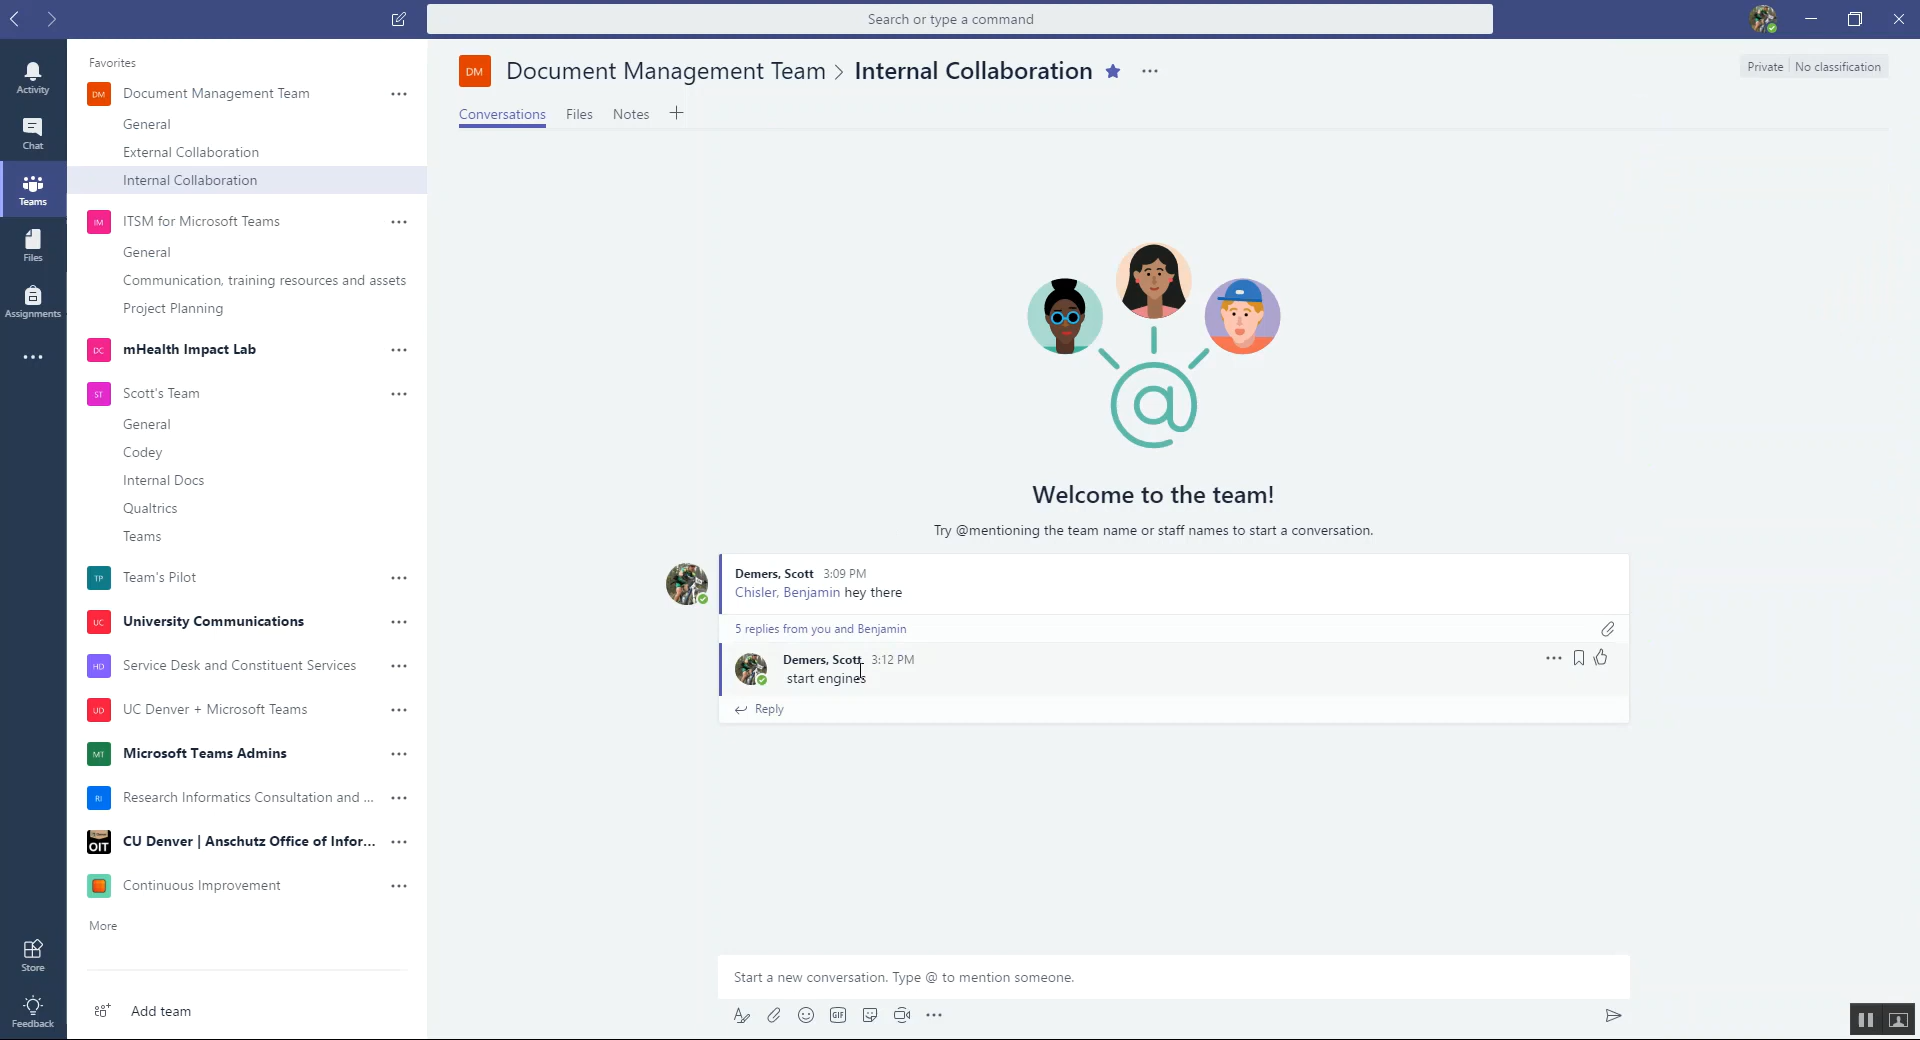 Search or type a command
Activity
Chat
Teams
Files
Assignments
Store
Feedback
Favorites
DM Document Management Team
General
External Collaboration
Internal Collaboration
IM ITSM for Microsoft Teams
General
Communication, training resources and assets
Project Planning
DC mHealth Impact Lab
ST Scott's Team
General
Codey
Internal Docs
Qualtrics
Teams
TP Team's Pilot
UC University Communications
HD Service Desk and Constituent Services
UD UC Denver + Microsoft Teams
MT Microsoft Teams Admins
RI Research Informatics Consultation and ...
OIT CU Denver | Anschutz Office of Infor...
Continuous Improvement
More
Add team
DM Document Management Team > Internal Collaboration
Private | No classification
Conversations Files Notes +
@
Welcome to the team!
Try @mentioning the team name or staff names to start a conversation.
Demers, Scott 3:09 PM
Chisler, Benjamin hey there
5 replies from you and Benjamin
Demers, Scott 3:12 PM
start engines
Reply
Start a new conversation. Type @ to mention someone.
GIF